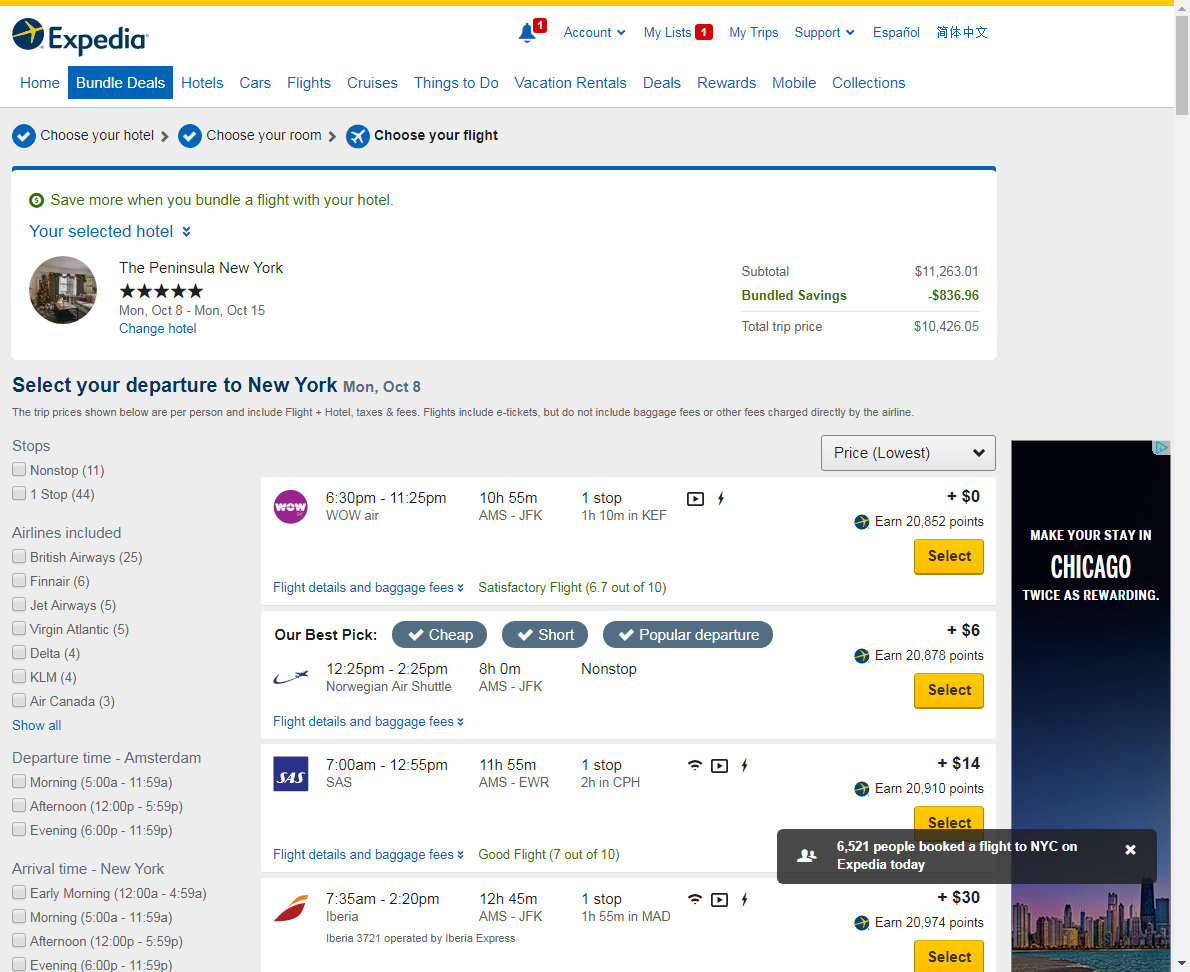 Expedia
1
Account
My Lists 1
My Trips
Support
Español
简体中文
Home
Bundle Deals
Hotels
Cars
Flights
Cruises
Things to Do
Vacation Rentals
Deals
Rewards
Mobile
Collections
Choose your hotel
Choose your room
Choose your flight
Save more when you bundle a flight with your hotel.
Your selected hotel
The Peninsula New York
Mon, Oct 8 - Mon, Oct 15
Change hotel
Subtotal $11,263.01
Bundled Savings -$836.96
Total trip price $10,426.05
Select your departure to New York Mon, Oct 8
The trip prices shown below are per person and include Flight + Hotel, taxes & fees. Flights include e-tickets, but do not include baggage fees or other fees charged directly by the airline.
Stops
Nonstop (11)
1 Stop (44)
Airlines included
British Airways (25)
Finnair (6)
Jet Airways (5)
Virgin Atlantic (5)
Delta (4)
KLM (4)
Air Canada (3)
Show all
Departure time - Amsterdam
Morning (5:00a - 11:59a)
Afternoon (12:00p - 5:59p)
Evening (6:00p - 11:59p)
Arrival time - New York
Early Morning (12:00a - 4:59a)
Morning (5:00a - 11:59a)
Afternoon (12:00p - 5:59p)
Evening (6:00p - 11:59p)
Price (Lowest)
WOW
6:30pm - 11:25pm 10h 55m 1 stop + $0
WOW air AMS - JFK 1h 10m in KEF
Earn 20,852 points
Select
Flight details and baggage fees Satisfactory Flight (6.7 out of 10)
Our Best Pick: Cheap Short Popular departure + $6
Earn 20,878 points
12:25pm - 2:25pm 8h 0m Nonstop
Norwegian Air Shuttle AMS - JFK
Select
Flight details and baggage fees
SAS
7:00am - 12:55pm 11h 55m 1 stop + $14
SAS AMS - EWR 2h in CPH
Earn 20,910 points
Select
Flight details and baggage fees Good Flight (7 out of 10)
7:35am - 2:20pm 12h 45m 1 stop + $30
Iberia AMS - JFK 1h 55m in MAD
Earn 20,974 points
Iberia 3721 operated by Iberia Express
Select
6,521 people booked a flight to NYC on
Expedia today
MAKE YOUR STAY IN
CHICAGO
TWICE AS REWARDING.